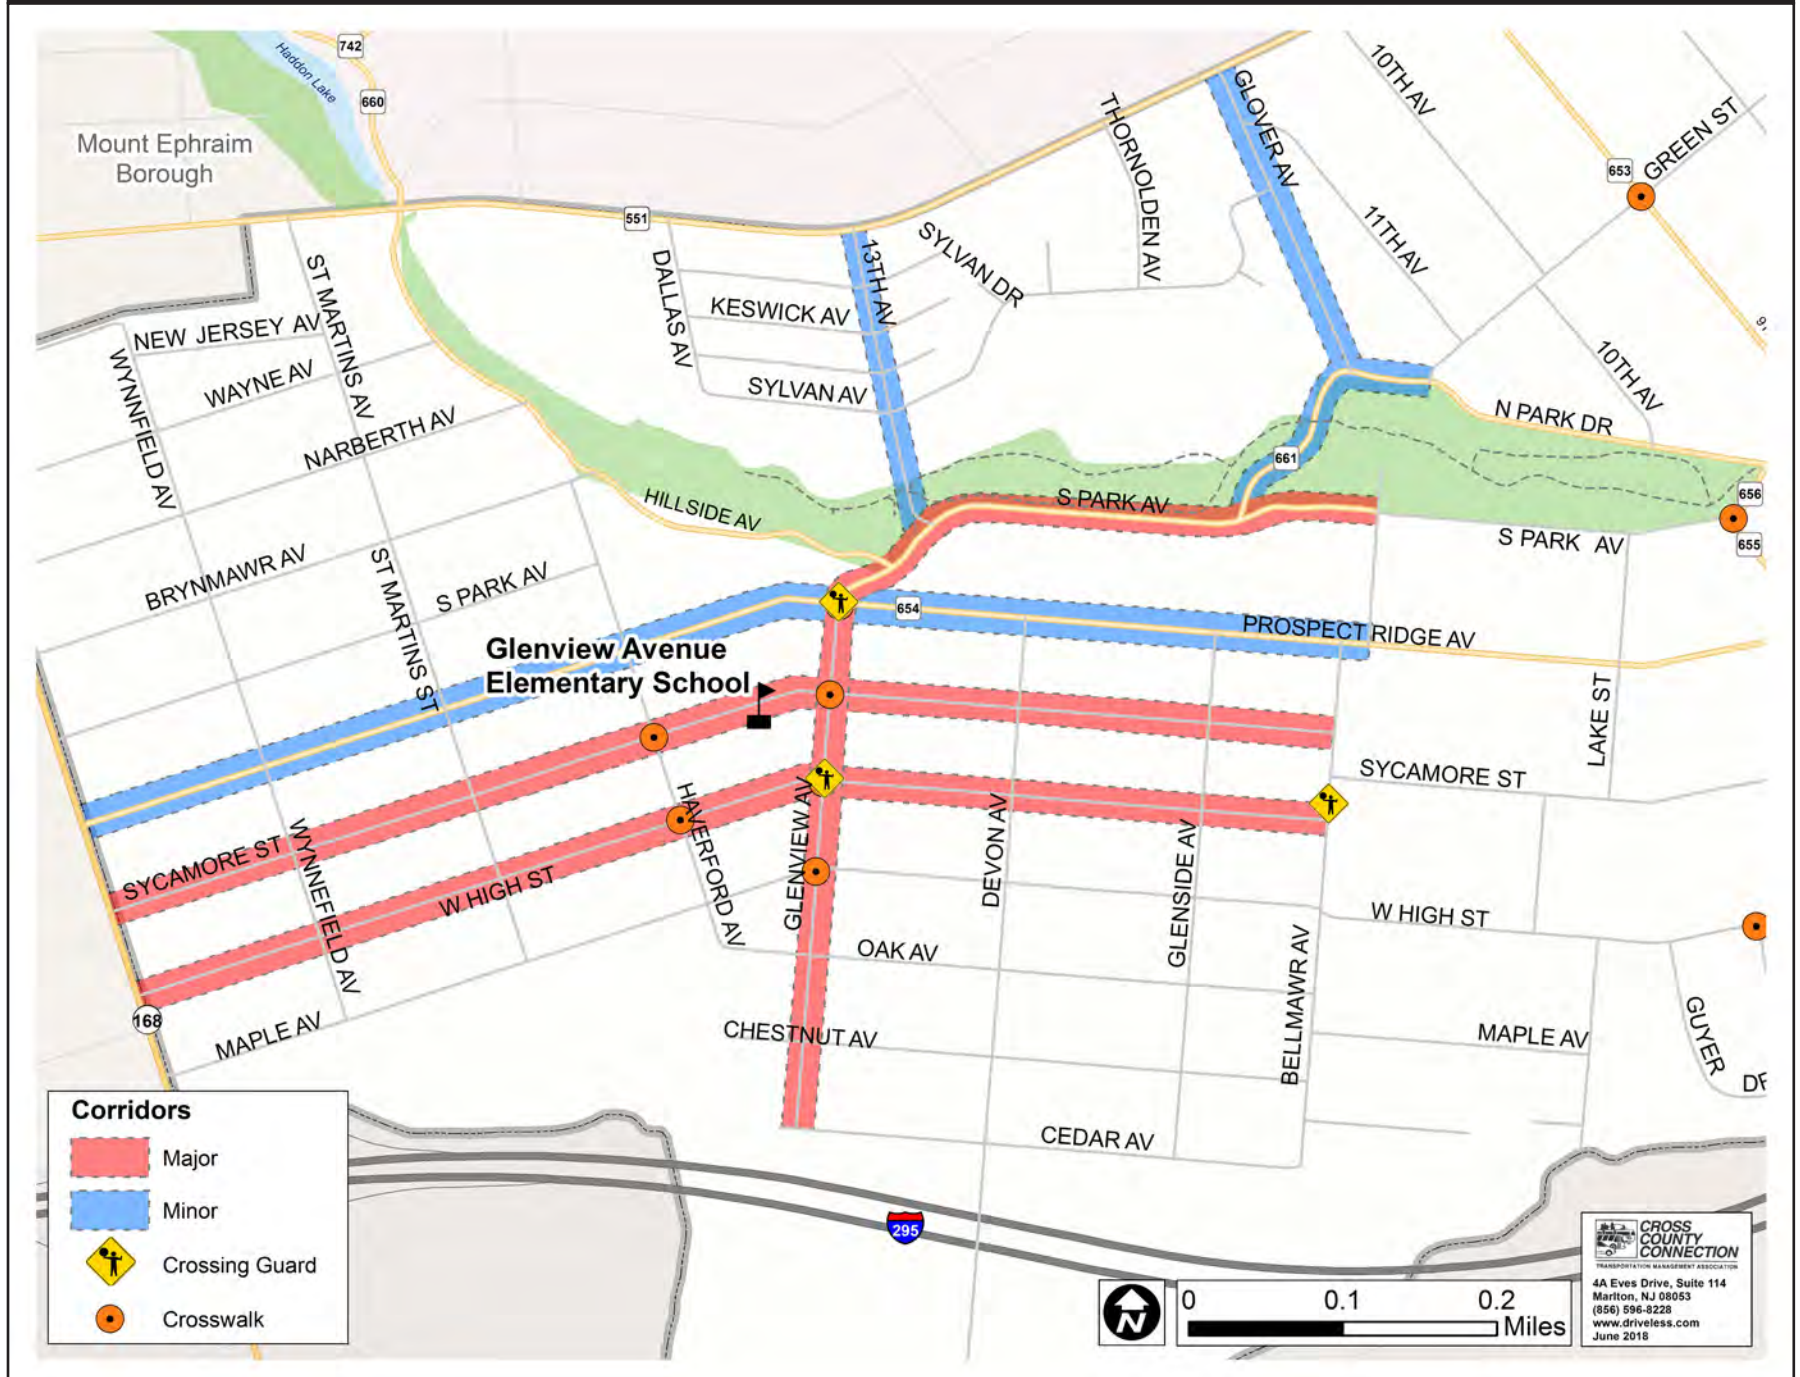 742
Haddon Lake
660
Mount Ephraim
Borough
551
THORNOLDEN AV
GLOVER AV
10TH AV
GREEN ST
653
11TH AV
13TH AV
SYLVAN DR
DALLAS AV
KESWICK AV
SYLVAN AV
ST MARTINS AV
NEW JERSEY AV
WAYNE AV
WYNNFIELD AV
NARBERTH AV
10TH AV
N PARK DR
661
656
655
HILLSIDE AV
S PARK AV
S PARK AV
BRYNMAWR AV
ST MARTINS ST
S PARK AV
654
PROSPECT RIDGE AV
Glenview Avenue
Elementary School
LAKE ST
SYCAMORE ST
SYCAMORE ST
WYNNEFIELD AV
W HIGH ST
HAVERFORD AV
GLENVIEW AV
DEVON AV
GLENSIDE AV
BELLMAWR AV
W HIGH ST
OAK AV
168
MAPLE AV
CHESTNUT AV
MAPLE AV
GUYER
CEDAR AV
295
Corridors
Major
Minor
Crossing Guard
Crosswalk
N
0 0.1 0.2
Miles
CROSS
COUNTY
CONNECTION
TRANSPORTATION MANAGEMENT ASSOCIATION
4A Eves Drive, Suite 114
Marlton, NJ 08053
(856) 596-8228
www.driveless.com
June 2018